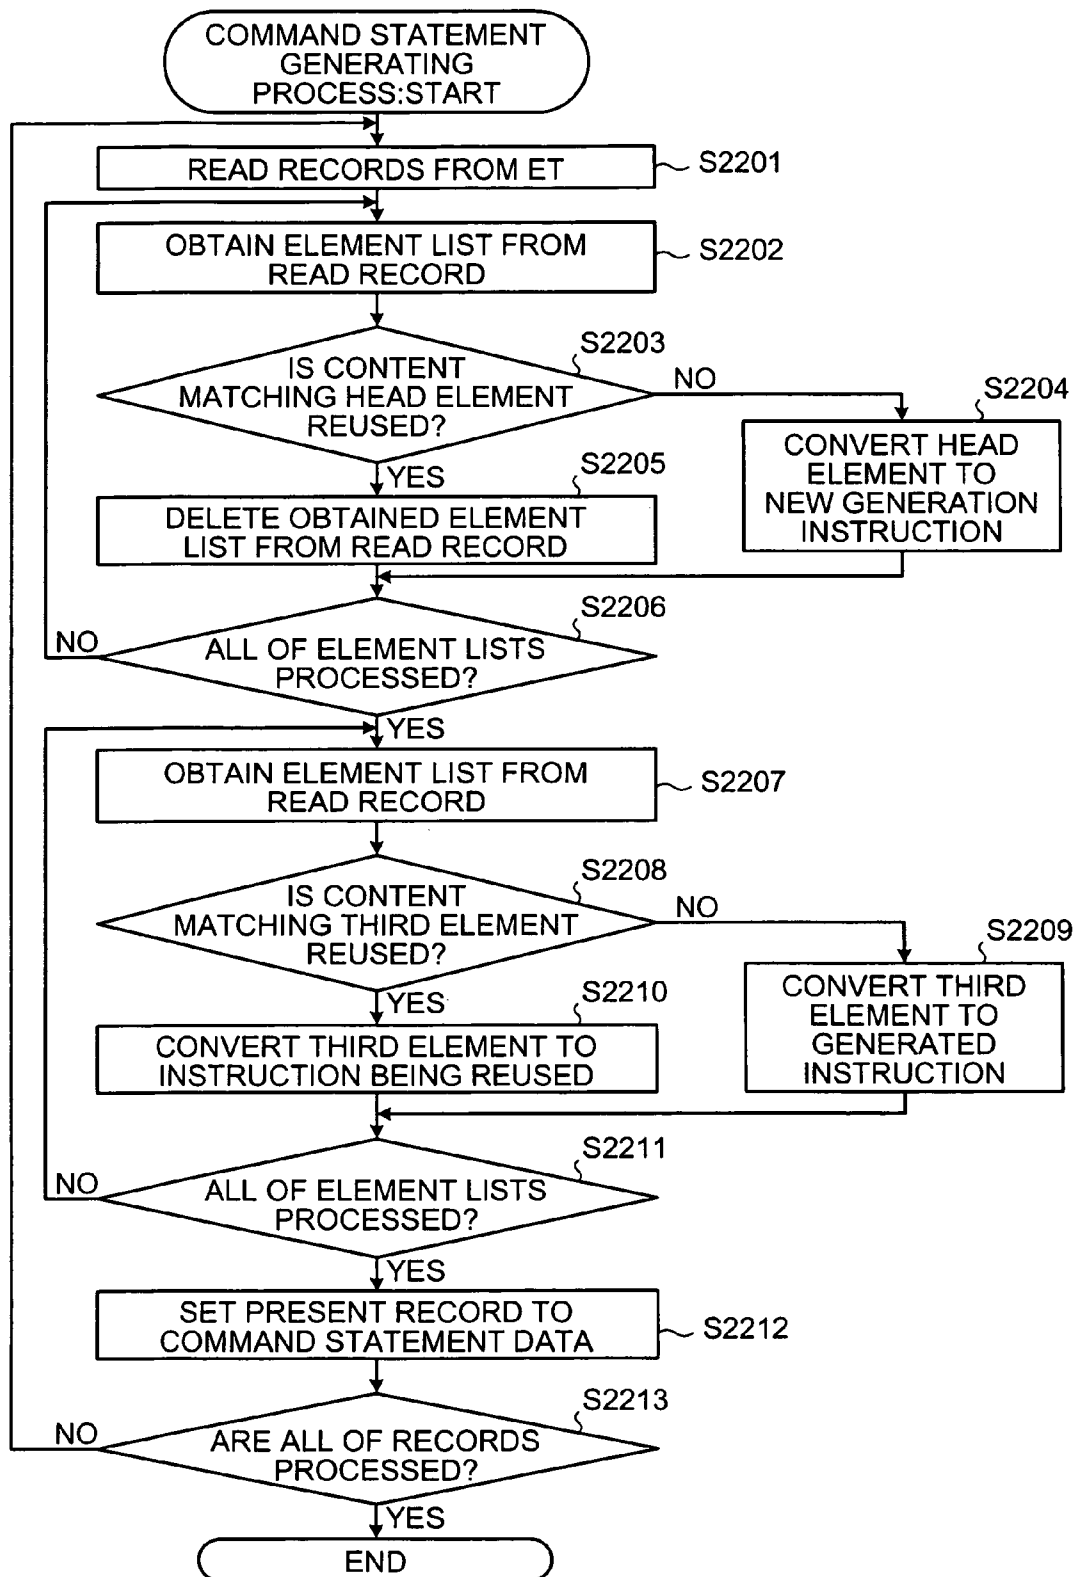 COMMAND STATEMENT
GENERATING
PROCESS:START
READ RECORDS FROM ET
S2201
OBTAIN ELEMENT LIST FROM
READ RECORD
S2202
IS CONTENT
MATCHING HEAD ELEMENT
REUSED?
S2203
NO
S2204
CONVERT HEAD
ELEMENT TO
NEW GENERATION
INSTRUCTION
YES
S2205
DELETE OBTAINED ELEMENT
LIST FROM READ RECORD
S2206
NO
ALL OF ELEMENT LISTS
PROCESSED?
YES
OBTAIN ELEMENT LIST FROM
READ RECORD
S2207
IS CONTENT
MATCHING THIRD ELEMENT
REUSED?
S2208
NO
S2209
CONVERT THIRD
ELEMENT TO
GENERATED
INSTRUCTION
YES
S2210
CONVERT THIRD ELEMENT TO
INSTRUCTION BEING REUSED
S2211
NO
ALL OF ELEMENT LISTS
PROCESSED?
YES
SET PRESENT RECORD TO
COMMAND STATEMENT DATA
S2212
S2213
NO
ARE ALL OF RECORDS
PROCESSED?
YES
END